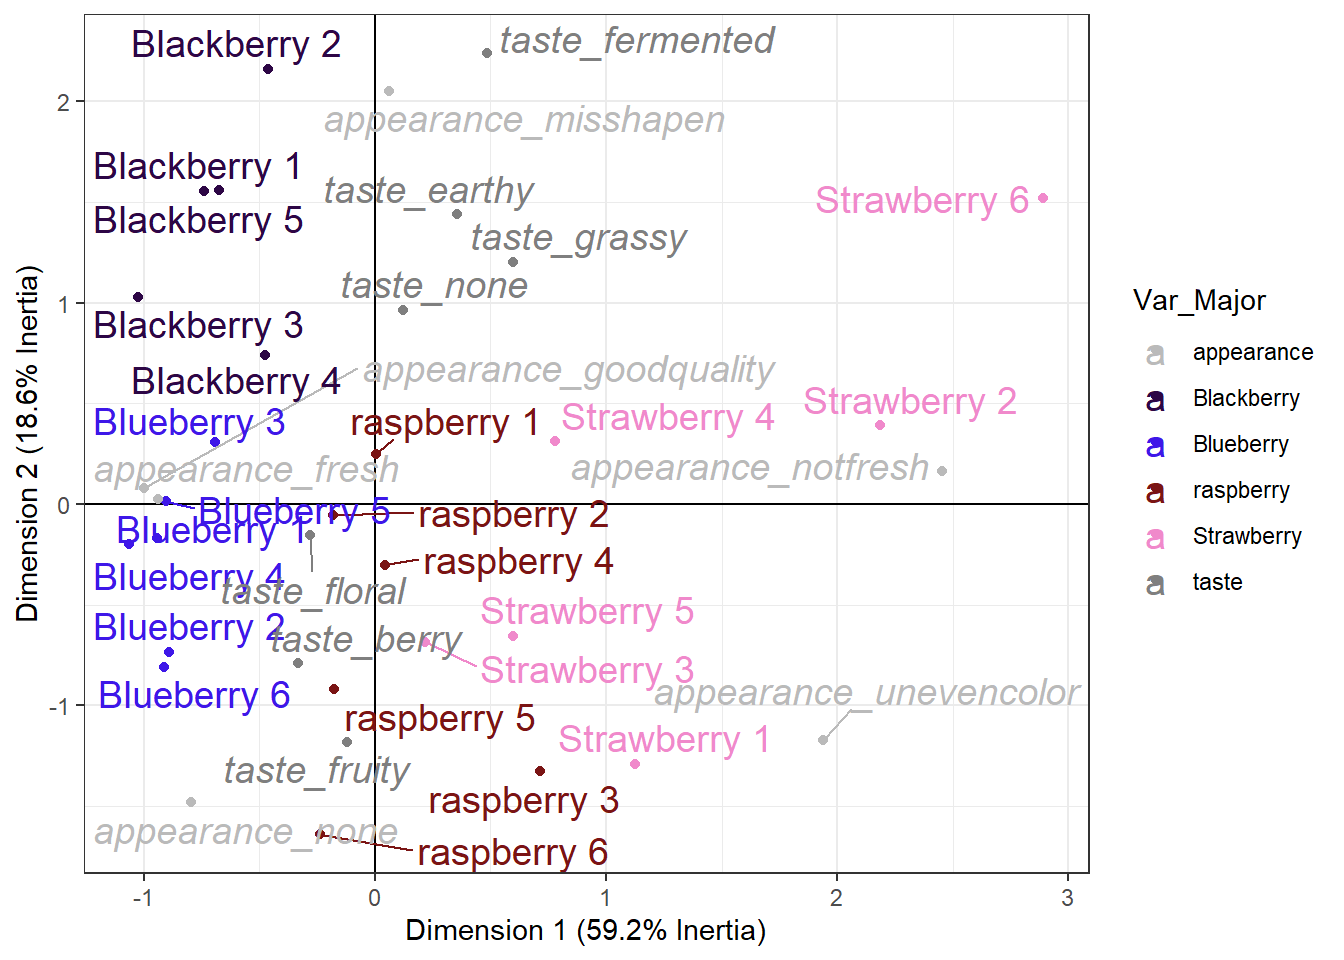 Blackberry 2
taste_fermented
appearance_misshapen
Blackberry 1
taste_earthy
Strawberry 6
Blackberry 5
taste_grassy
taste_none
Blackberry 3
appearance_goodquality
Blackberry 4
Blueberry 3
raspberry 1
Strawberry 4
Strawberry 2
appearance_fresh
appearance_notfresh
Blueberry 5
raspberry 2
Blueberry 1
raspberry 4
Blueberry 4
taste_floral
Strawberry 5
Blueberry 2
taste_berry
Strawberry 3
Blueberry 6
appearance_unevencolor
raspberry 5
Strawberry 1
taste_fruity
raspberry 3
appearance_none
raspberry 6
2
1
0
-1
-1
0
1
2
3
Dimension 1 (59.2% Inertia)
Dimension 2 (18.6% Inertia)
Var_Major
a appearance
a Blackberry
a Blueberry
a raspberry
a Strawberry
a taste